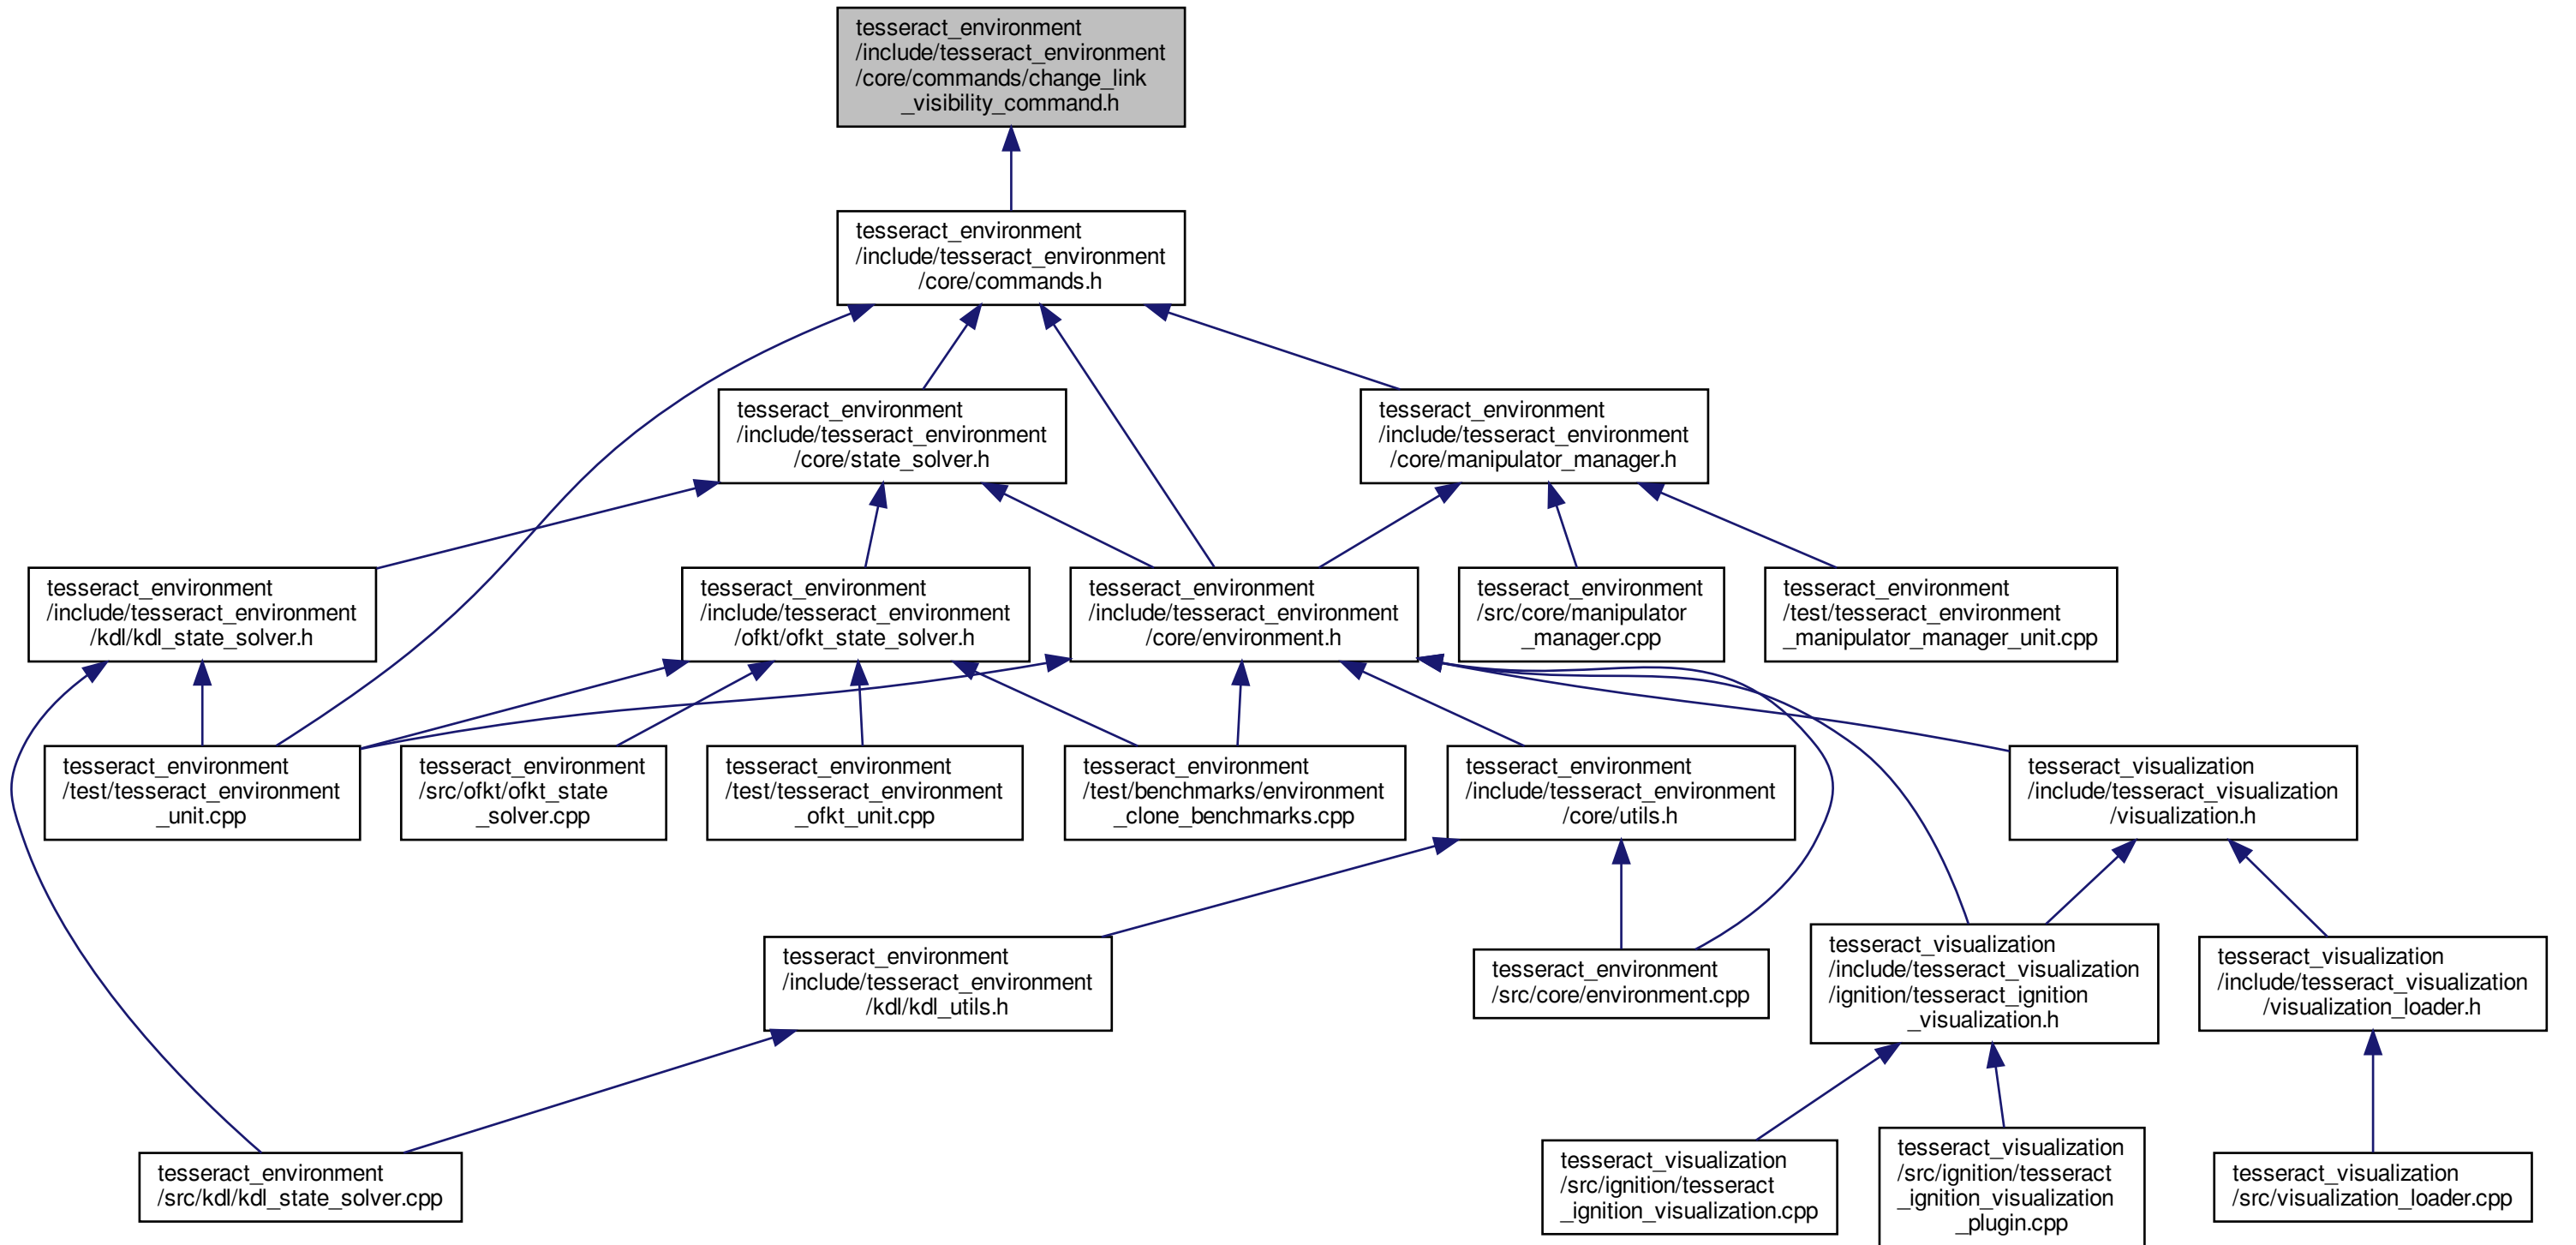 tesseract_environment
/include/tesseract_environment
/core/commands/change_link
_visibility_command.h
tesseract_environment
/include/tesseract_environment
/core/commands.h
tesseract_environment
/include/tesseract_environment
/core/state_solver.h
tesseract_environment
/include/tesseract_environment
/core/manipulator_manager.h
tesseract_environment
/include/tesseract_environment
/kdl/kdl_state_solver.h
tesseract_environment
/include/tesseract_environment
/ofkt/ofkt_state_solver.h
tesseract_environment
/include/tesseract_environment
/core/environment.h
tesseract_environment
/src/core/manipulator
_manager.cpp
tesseract_environment
/test/tesseract_environment
_manipulator_manager_unit.cpp
tesseract_environment
/test/tesseract_environment
_unit.cpp
tesseract_environment
/src/ofkt/ofkt_state
_solver.cpp
tesseract_environment
/test/tesseract_environment
_ofkt_unit.cpp
tesseract_environment
/test/benchmarks/environment
_clone_benchmarks.cpp
tesseract_environment
/include/tesseract_environment
/core/utils.h
tesseract_visualization
/include/tesseract_visualization
/visualization.h
tesseract_environment
/include/tesseract_environment
/kdl/kdl_utils.h
tesseract_environment
/src/core/environment.cpp
tesseract_visualization
/include/tesseract_visualization
/ignition/tesseract_ignition
_visualization.h
tesseract_visualization
/include/tesseract_visualization
/visualization_loader.h
tesseract_environment
/src/kdl/kdl_state_solver.cpp
tesseract_visualization
/src/ignition/tesseract
_ignition_visualization.cpp
tesseract_visualization
/src/ignition/tesseract
_ignition_visualization
_plugin.cpp
tesseract_visualization
/src/visualization_loader.cpp